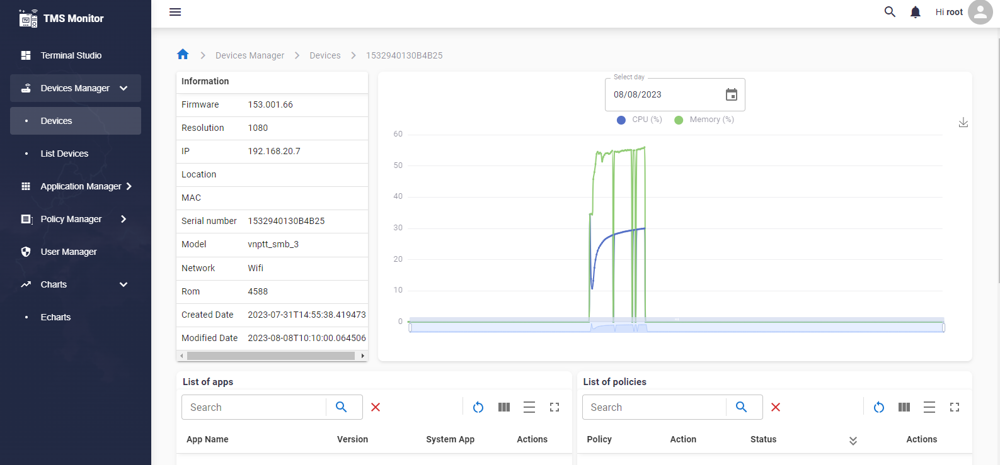 TMS Monitor
Terminal Studio
Devices Manager
Devices
List Devices
Application Manager
Policy Manager
User Manager
Charts
Echarts
Hi root
Devices Manager
Devices
1532940130B4B25
Information
Firmware 153.001.66
Resolution 1080
IP 192.168.20.7
Location
MAC
Serial number 1532940130B4B25
Model vnptt_smb_3
Network Wifi
Rom 4588
Created Date 2023-07-31T14:55:38.419473
Modified Date 2023-08-08T10:10:00.064506
Select day
08/08/2023
CPU (%) Memory (%)
60
50
40
30
20
10
0
List of apps
Search
App Name Version System App Actions
List of policies
Search
Policy Action Status Actions